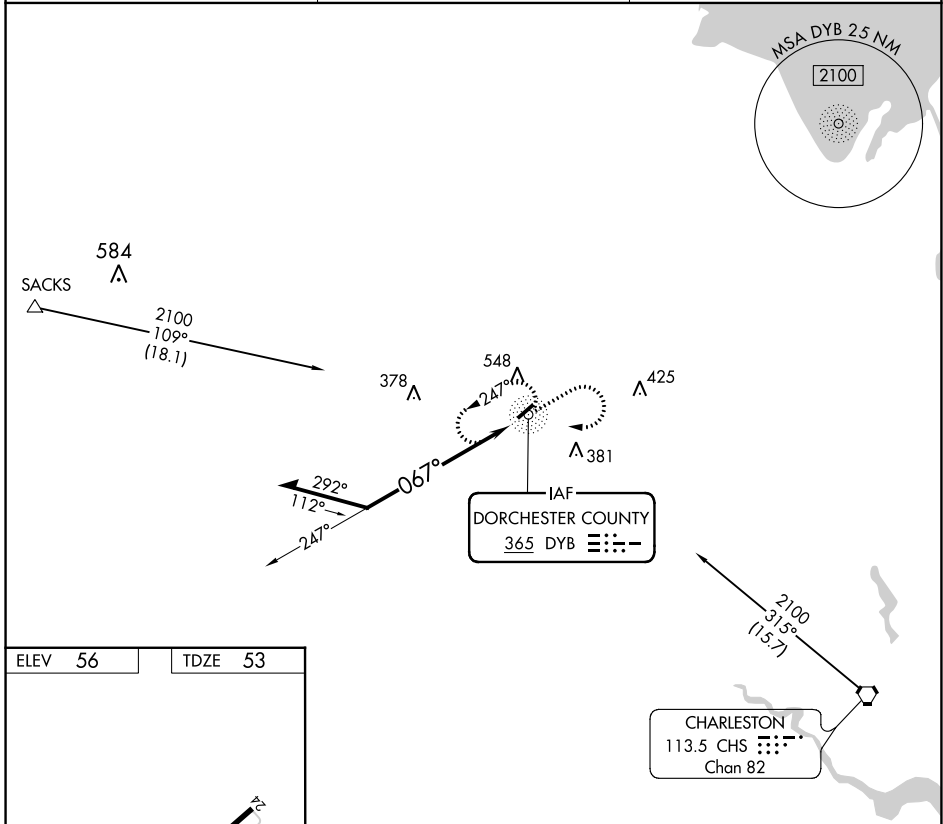 MSA DYB 25 NM
2100
584
SACKS
2100
109°
(18.1)
548
378
247°
425
381
067°
292°
112°
247°
IAF
DORCHESTER COUNTY
365 DYB
2100
315°
(15.7)
ELEV 56
TDZE 53
CHARLESTON
113.5 CHS
Chan 82
24